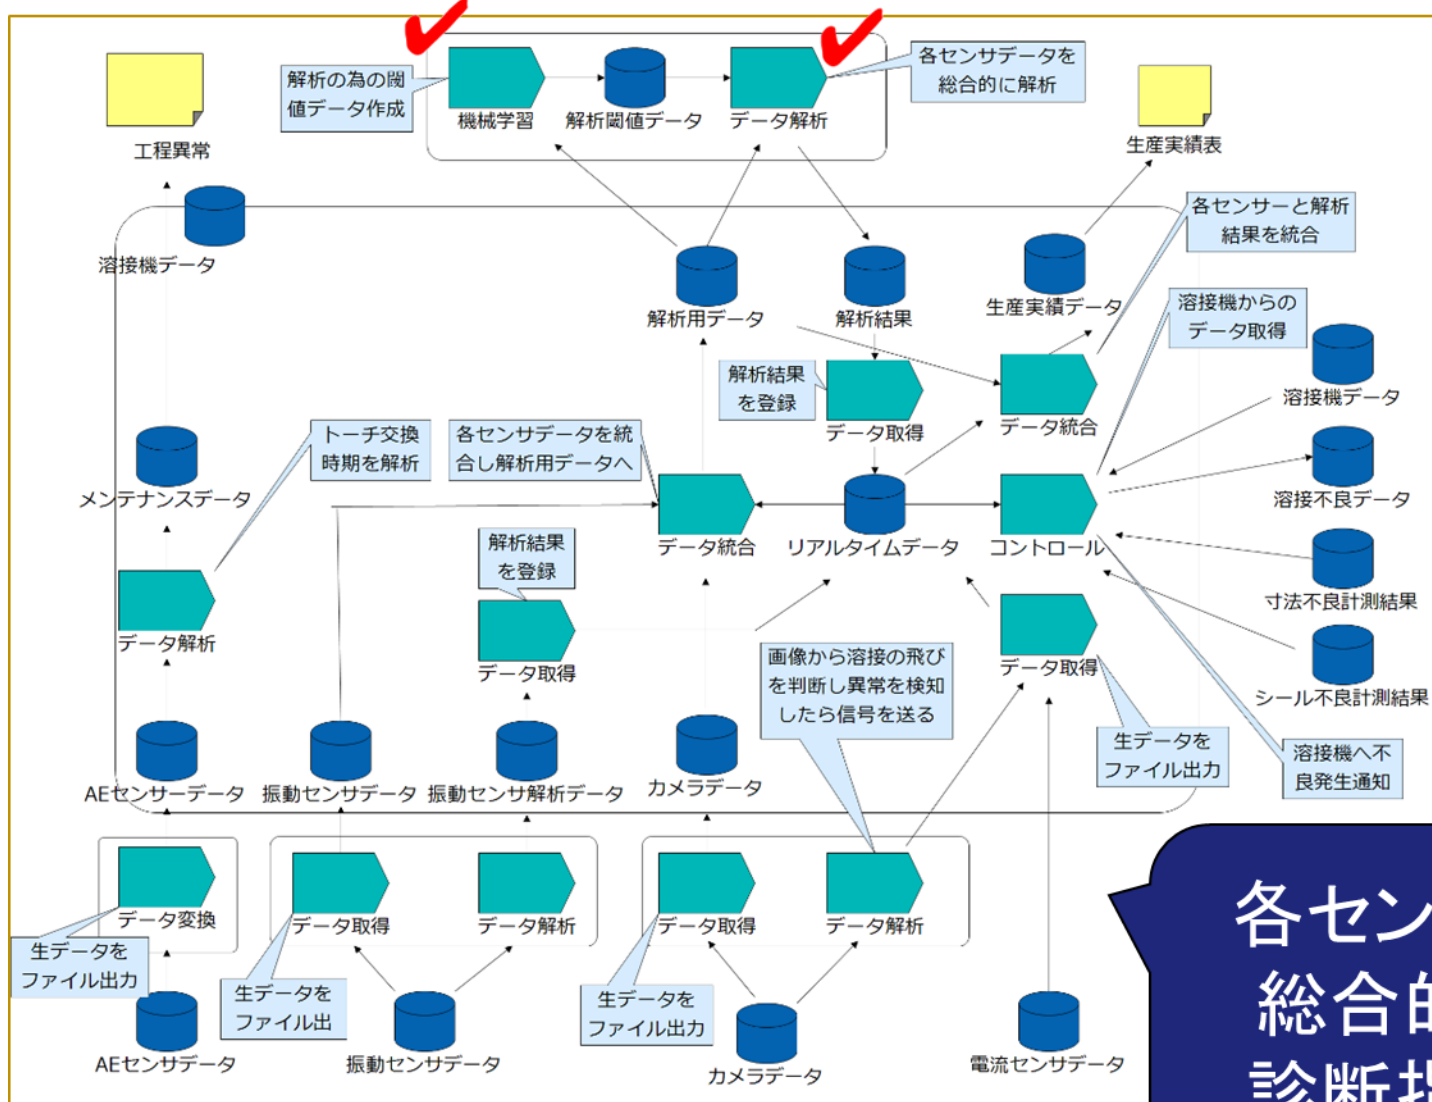 解析の為の閾
値データ作成
機械学習
解析閾値データ
データ解析
各センサデータを
総合的に解析
工程異常
生産実績表
溶接機データ
各センサーと解析
結果を統合
解析用データ
解析結果
生産実績データ
溶接機からの
データ取得
解析結果
を登録
データ取得
データ統合
溶接機データ
トーチ交換
時期を解析
各センサデータを統
合し解析用データへ
メンテナンスデータ
溶接不良データ
解析結果
を登録
データ統合
リアルタイムデータ
コントロール
寸法不良計測結果
データ解析
データ取得
画像から溶接の飛び
を判断し異常を検知
したら信号を送る
データ取得
シール不良計測結果
生データを
ファイル出力
溶接機へ不
良発生通知
AEセンサーデータ
振動センサデータ
振動センサ解析データ
カメラデータ
データ変換
データ取得
データ解析
データ取得
データ解析
生データを
ファイル出力
生データを
ファイル出
生データを
ファイル出力
AEセンサデータ
振動センサデータ
カメラデータ
電流センサデータ
各セン
総合的
診断